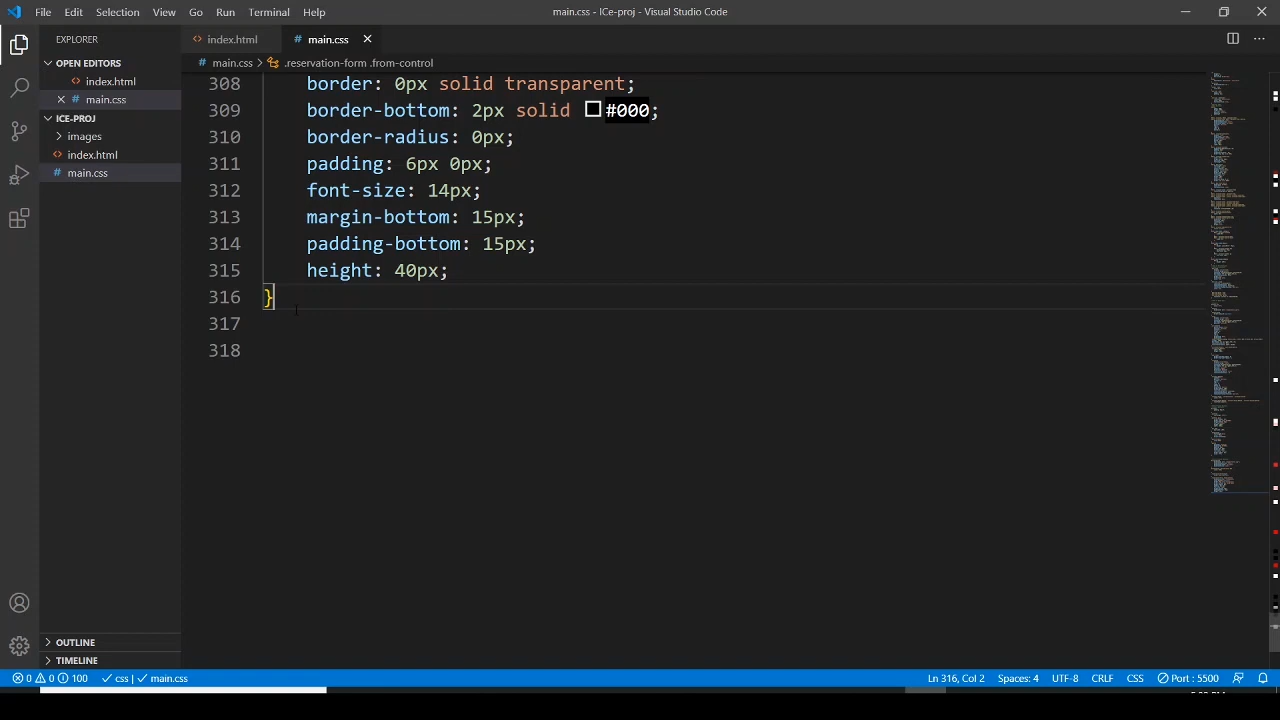 File Edit Selection View Go Run Terminal Help main.css - ICe-proj - Visual Studio Code
EXPLORER <> index.html # main.css
OPEN EDITORS # main.css > .reservation-form .from-control
<> index.html
# main.css
ICE-PROJ
images
<> index.html
# main.css
308 border: 0px solid transparent;
309 border-bottom: 2px solid #000;
310 border-radius: 0px;
311 padding: 6px 0px;
312 font-size: 14px;
313 margin-bottom: 15px;
314 padding-bottom: 15px;
315 height: 40px;
316 }
317
318
OUTLINE
TIMELINE
0 0 100 css | main.css Ln 316, Col 2 Spaces: 4 UTF-8 CRLF CSS Port : 5500